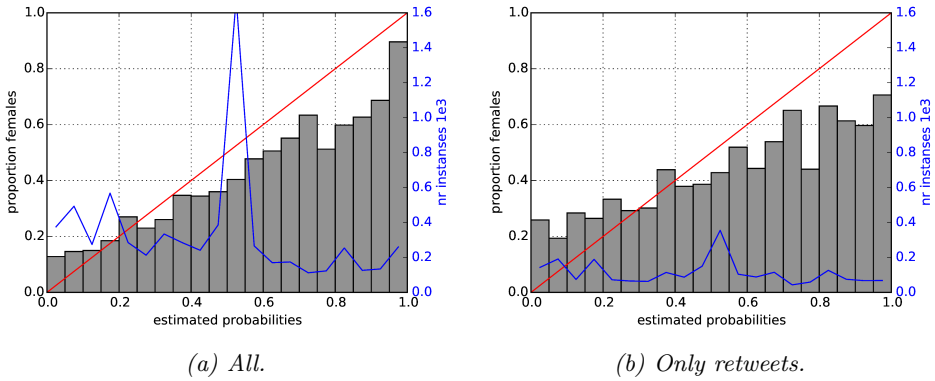 1.0 1.6 1.0 1.6
1.4 1.4
0.8 0.8
1.2 1.2
0.6 1.0 0.6 1.0
0.8 0.8
0.4 0.4
0.6 0.6
0.2 0.4 0.2 0.4
0.2 0.2
0.0 0.0 0.0 0.0
0.0 0.2 0.4 0.6 0.8 1.0 0.0 0.2 0.4 0.6 0.8 1.0
proportion females
nr instanses 1e3
proportion females
nr instanses 1e3
estimated probabilities estimated probabilities
(a) All. (b) Only retweets.